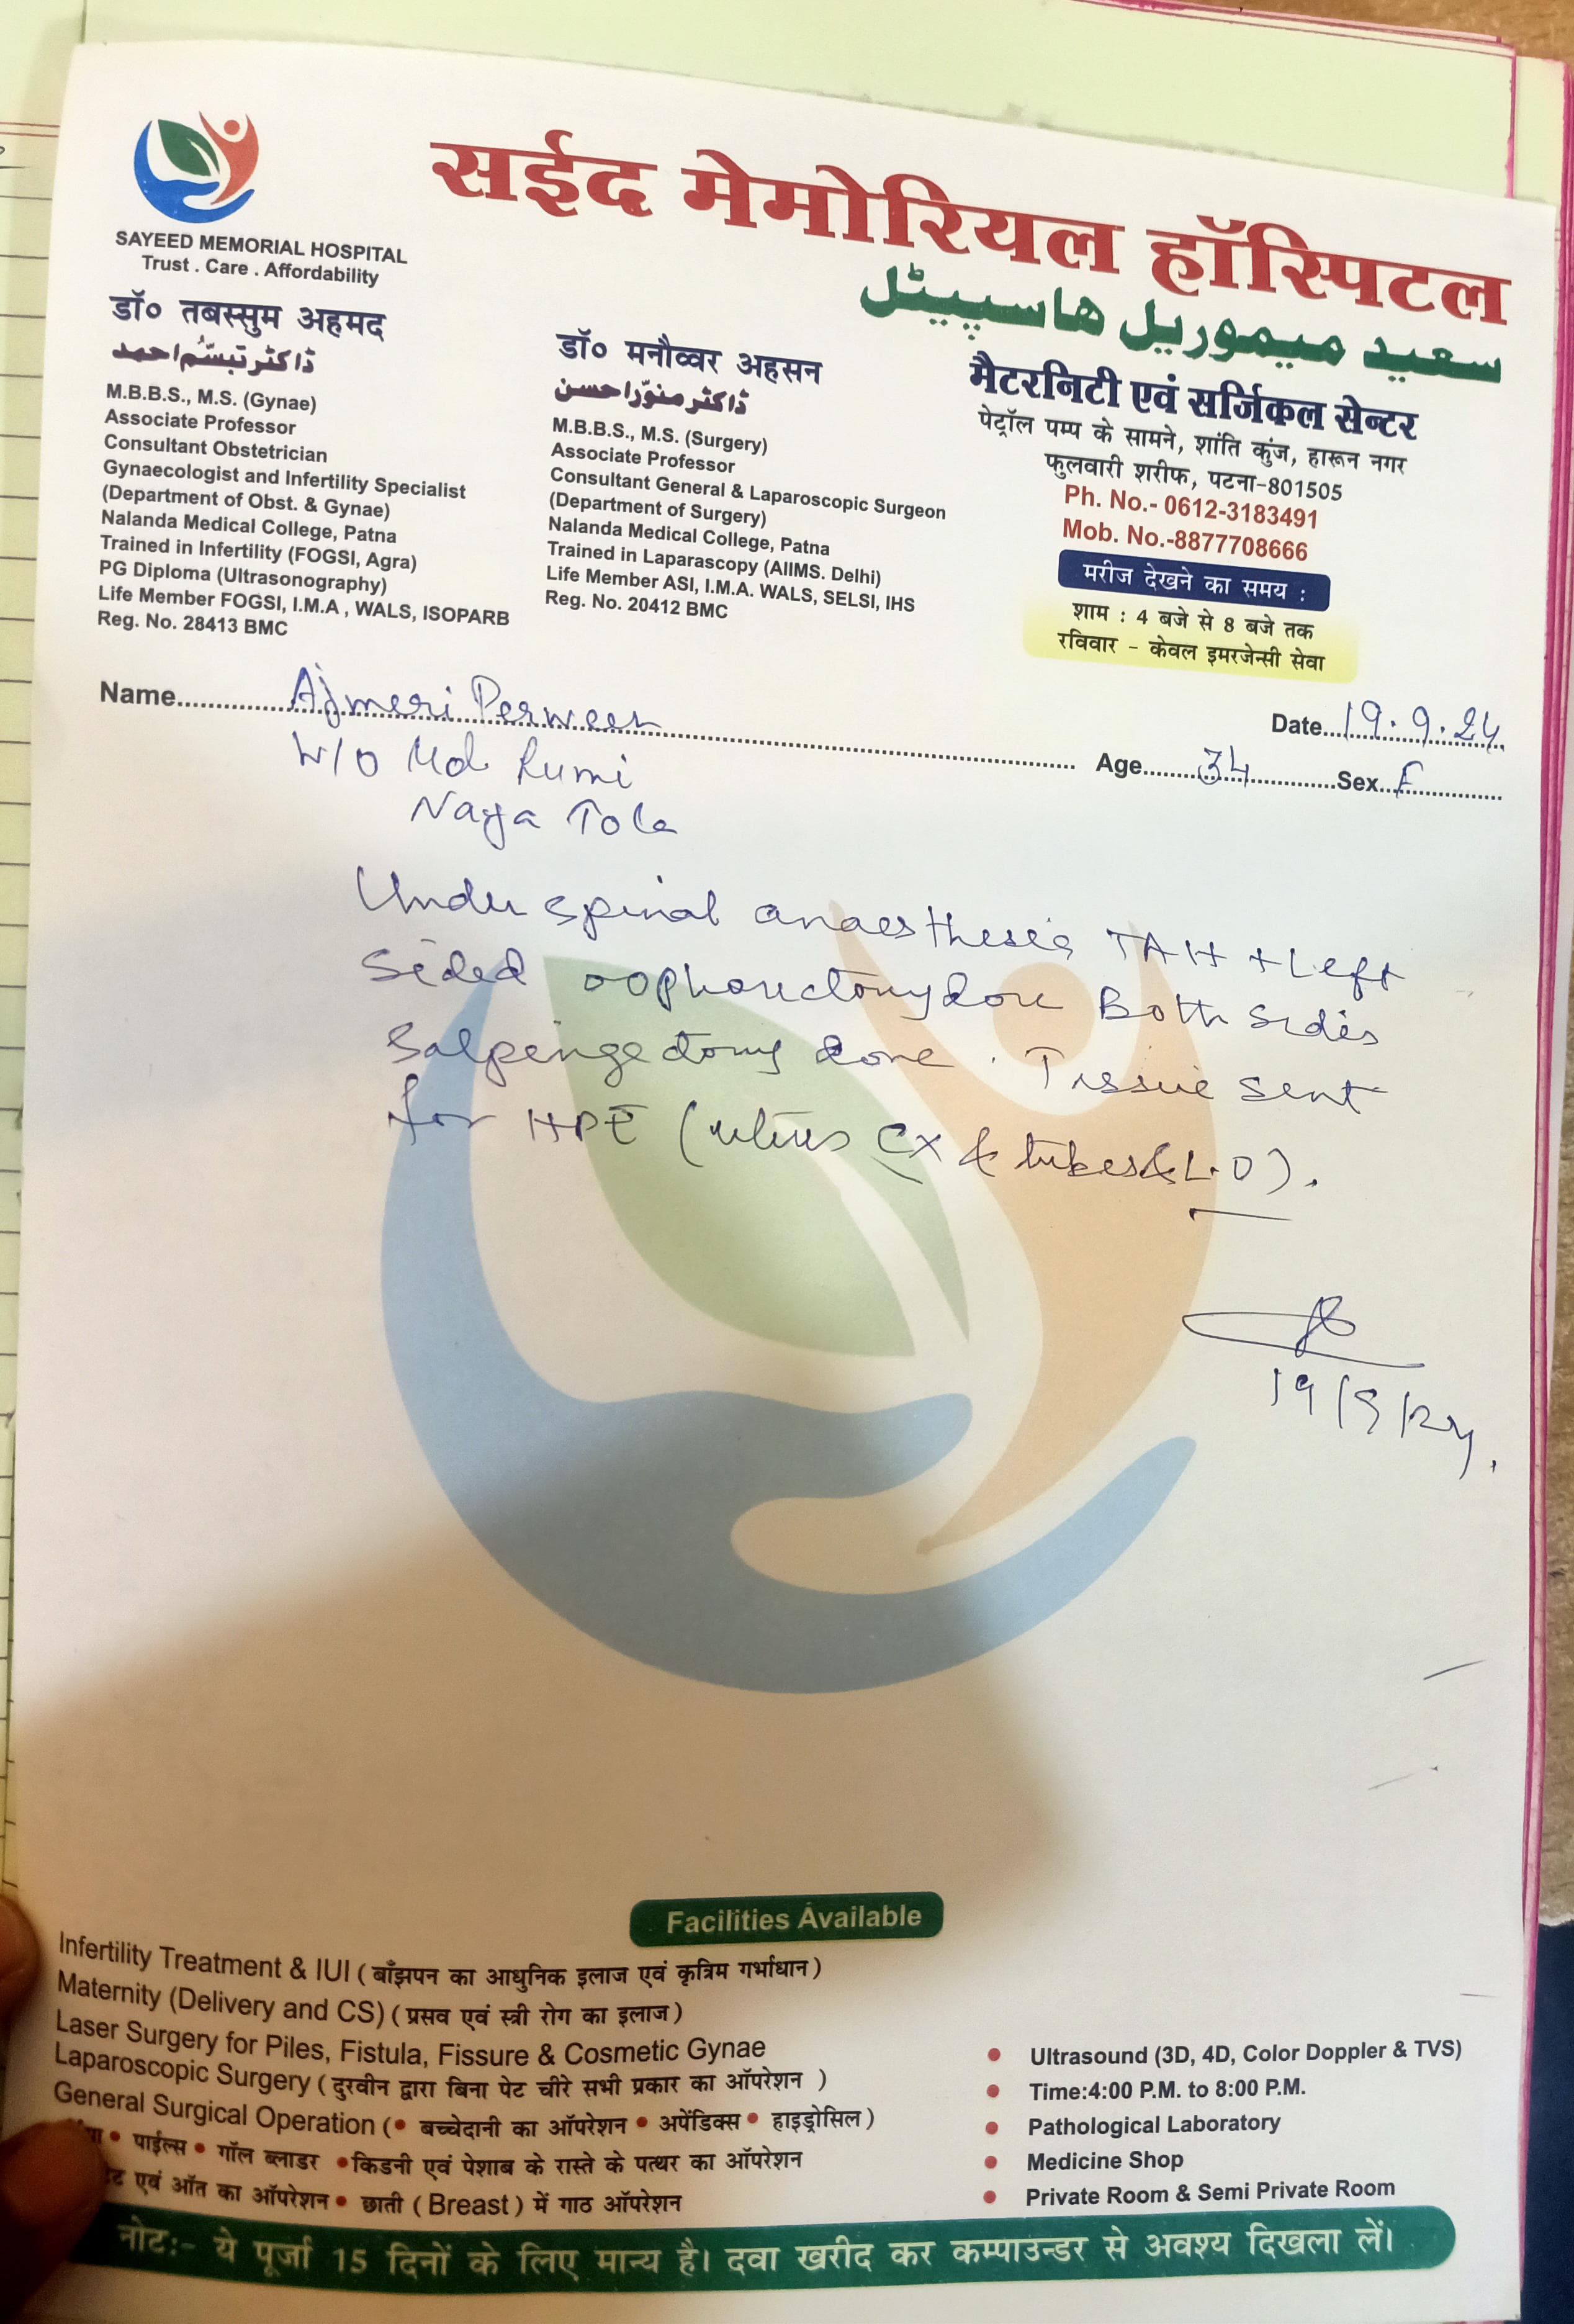 सईद मेमोरियल हॉस्पिटल
سعید میموریل ھاسپیٹل
SAYEED MEMORIAL HOSPITAL
Trust . Care . Affordability
डॉ० तबस्सुम अहमद
ڈاکٹر تبسّم احمد
M.B.B.S., M.S. (Gynae)
Associate Professor
Consultant Obstetrician
Gynaecologist and Infertility Specialist
(Department of Obst. & Gynae)
Nalanda Medical College, Patna
Trained in Infertility (FOGSI, Agra)
PG Diploma (Ultrasonography)
Life Member FOGSI, I.M.A , WALS, ISOPARB
Reg. No. 28413 BMC
डॉ० मनौव्वर अहसन
ڈاکٹر منوّر احسن
M.B.B.S., M.S. (Surgery)
Associate Professor
Consultant General & Laparoscopic Surgeon
(Department of Surgery)
Nalanda Medical College, Patna
Trained in Laparascopy (AIIMS. Delhi)
Life Member ASI, I.M.A. WALS, SELSI, IHS
Reg. No. 20412 BMC
मैटरनिटी एवं सर्जिकल सेन्टर
पेट्रॉल पम्प के सामने, शांति कुंज, हारून नगर
फुलवारी शरीफ, पटना-801505
Ph. No.- 0612-3183491
Mob. No.-8877708666
मरीज देखने का समय :
शाम : 4 बजे से 8 बजे तक
रविवार - केवल इमरजेन्सी सेवा
Date 19.9.24
Name Ajmeri Perween Age 34 Sex F
W/O Md. Rumi
Naya Tola
Under spinal anaesthesia TAH + Left
sided oophorectomy done Both sides
Salpingectomy done. Tissue sent
for HPE (uterus CX & tubes & L.O).
19/9/24.
Facilities Available
Infertility Treatment & IUI ( बाँझपन का आधुनिक इलाज एवं कृत्रिम गर्भाधान )
Maternity (Delivery and CS) ( प्रसव एवं स्त्री रोग का इलाज )
Laser Surgery for Piles, Fistula, Fissure & Cosmetic Gynae
Laparoscopic Surgery ( दुरवीन द्वारा बिना पेट चीरे सभी प्रकार का ऑपरेशन )
General Surgical Operation (• बच्चेदानी का ऑपरेशन • अपेंडिक्स • हाइड्रोसिल )
• पाईल्स • गॉल ब्लाडर • किडनी एवं पेशाब के रास्ते के पत्थर का ऑपरेशन
एवं ऑत का ऑपरेशन • छाती ( Breast ) में गाठ ऑपरेशन
• Ultrasound (3D, 4D, Color Doppler & TVS)
• Time:4:00 P.M. to 8:00 P.M.
• Pathological Laboratory
• Medicine Shop
• Private Room & Semi Private Room
नोट:- ये पूर्जा 15 दिनों के लिए मान्य है। दवा खरीद कर कम्पाउन्डर से अवश्य दिखला लें।